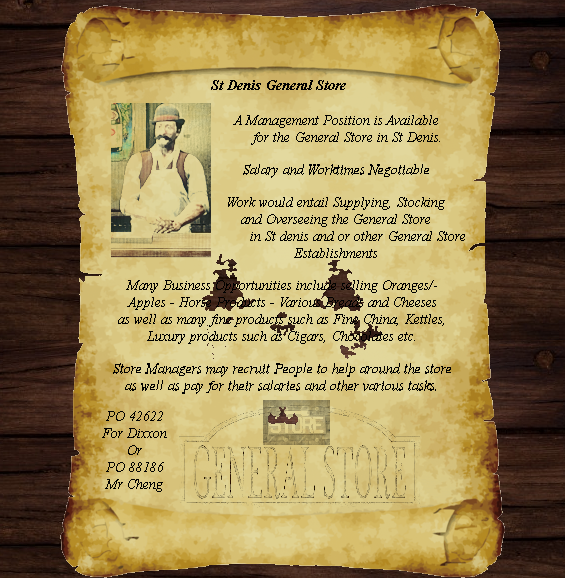 St Denis General Store
A Management Position is Available
for the General Store in St Denis.
Salary and Worktimes Negotiable
Work would entail Supplying, Stocking
and Overseeing the General Store
in St denis and or other General Store
Establishments
Many Business Opportunities include selling Oranges/-
Apples - Horse Products - Various Breads and Cheeses
as well as many fine products such as Fine China, Kettles,
Luxury products such as Cigars, Chocolates etc.
Store Managers may recruit People to help around the store
as well as pay for their salaries and other various tasks.
PO 42622
For Dixxon
Or
PO 88186
Mr Cheng
STORE
GENERAL STORE